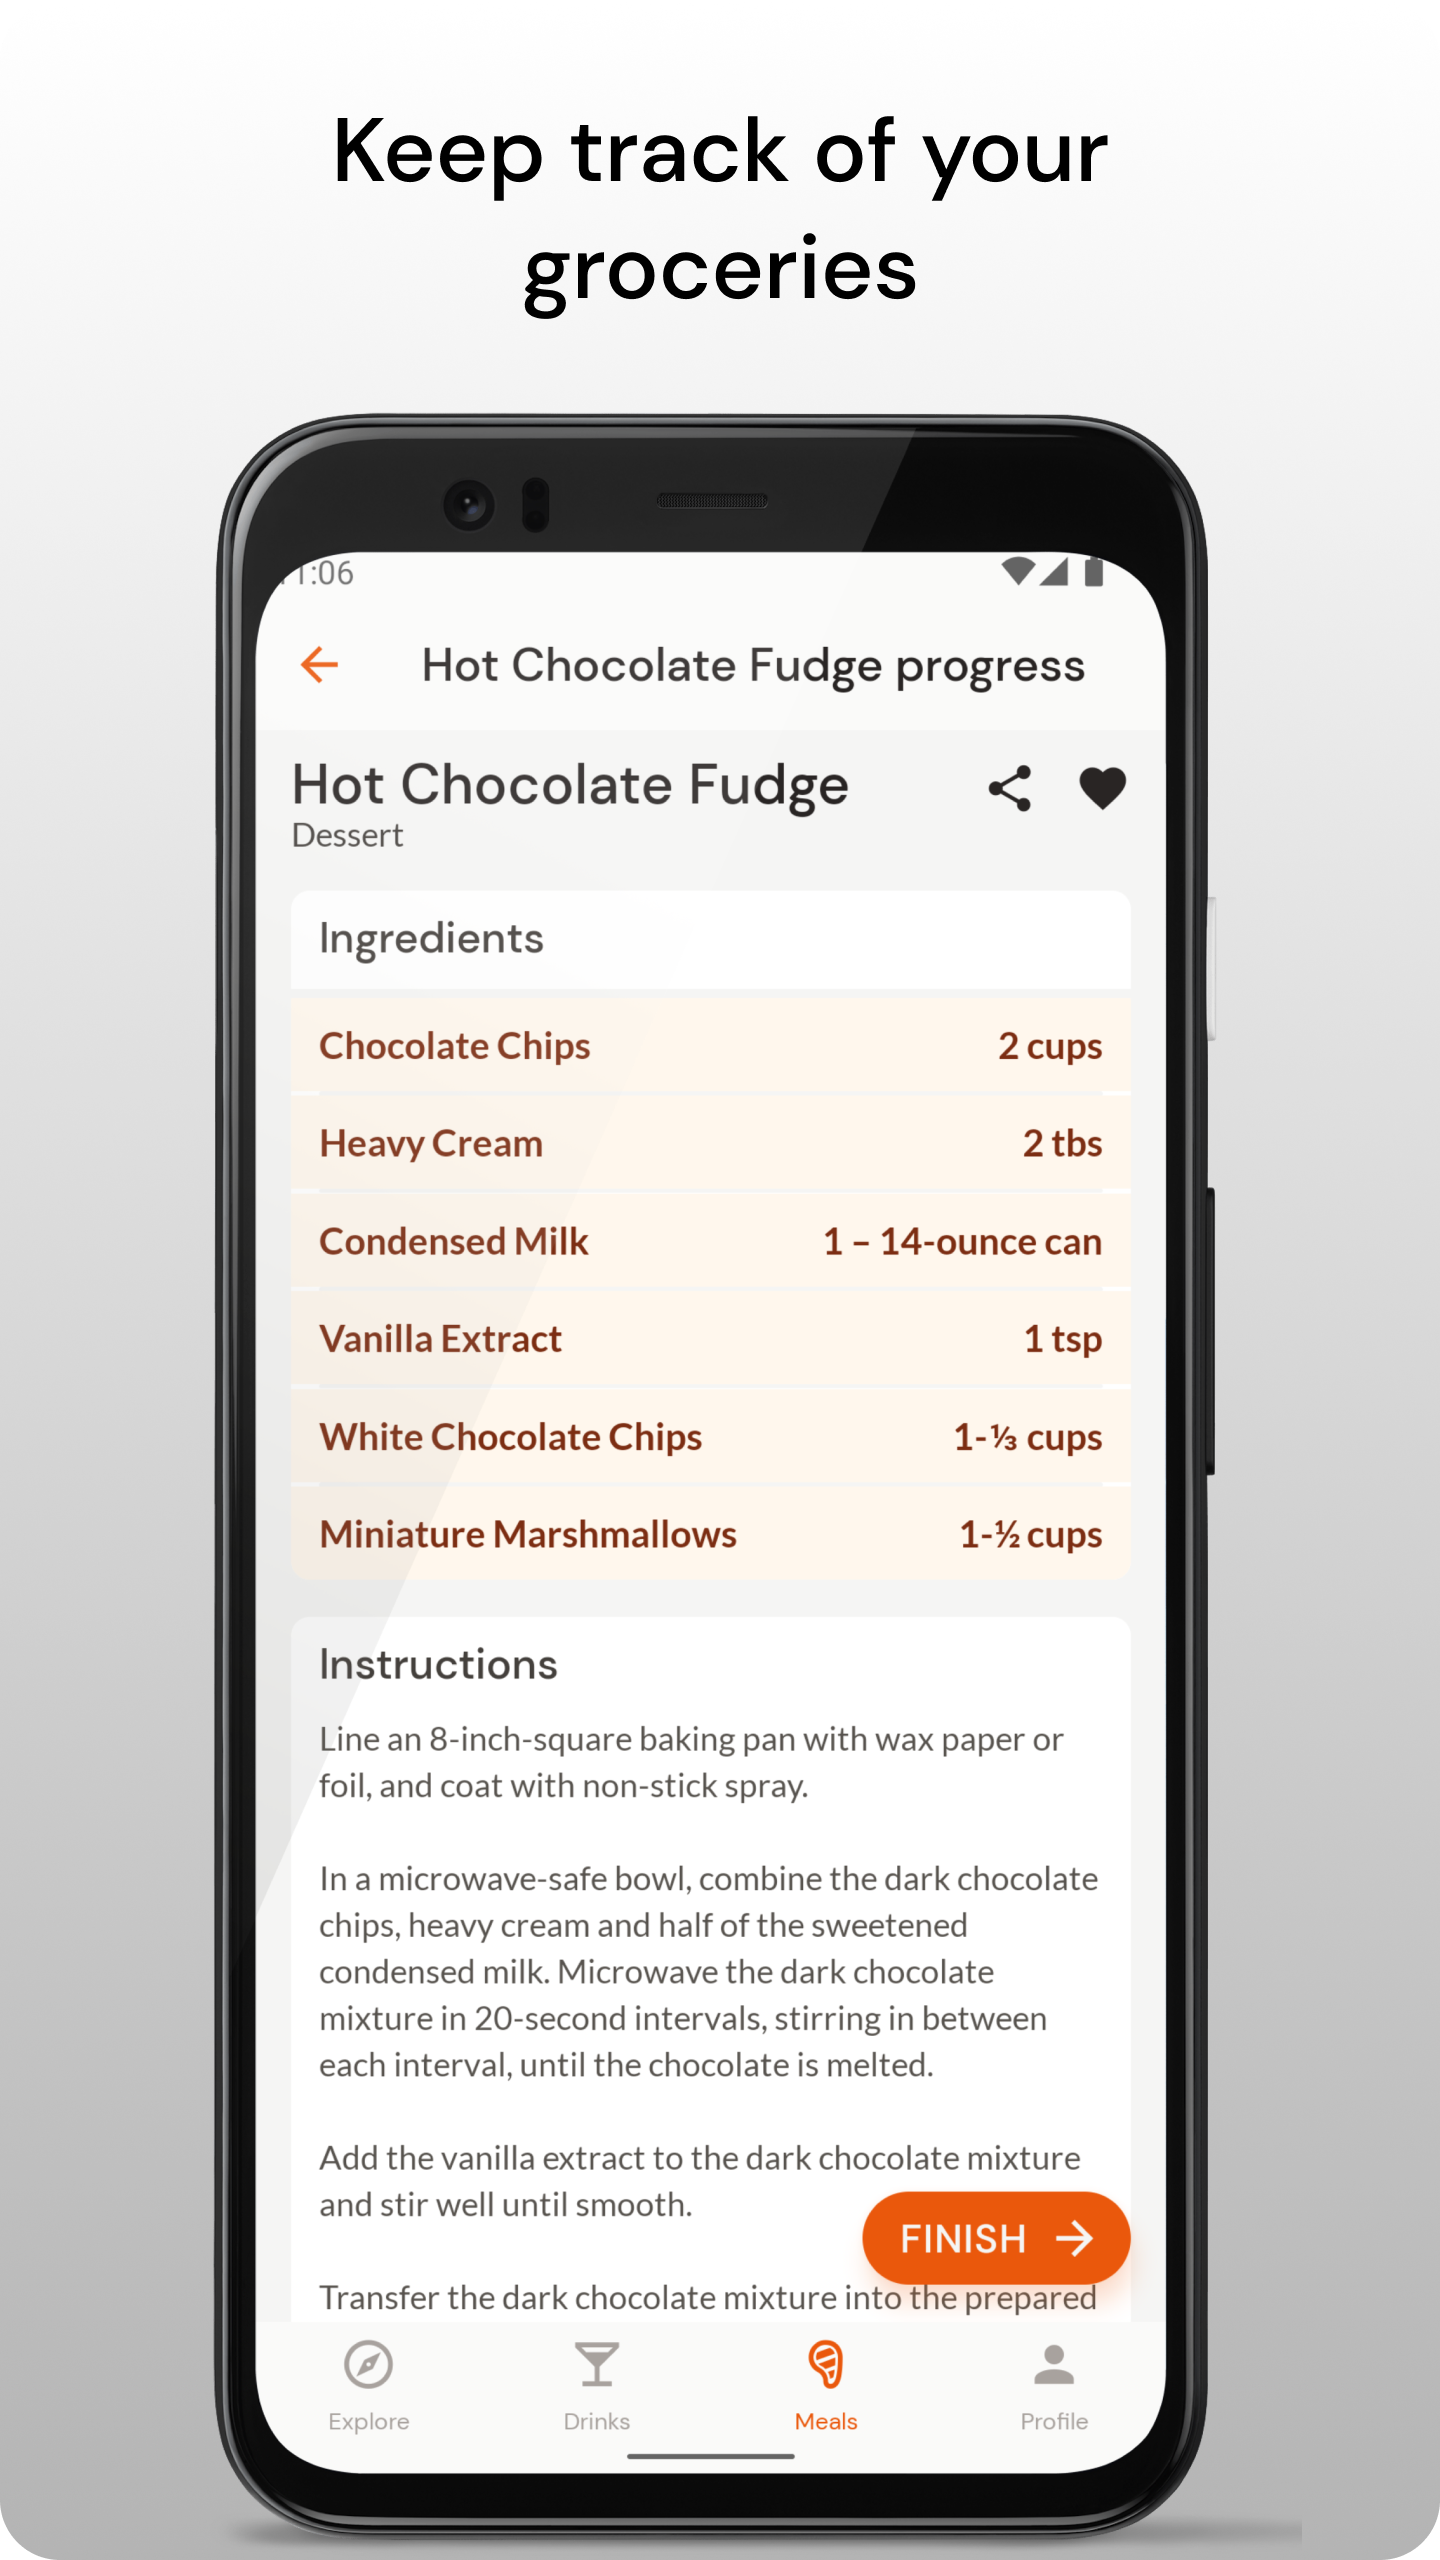 Keep track of your
groceries
1:06
Hot Chocolate Fudge progress
Hot Chocolate Fudge
Dessert
Ingredients
Chocolate Chips 2 cups
Heavy Cream 2 tbs
Condensed Milk 1 – 14-ounce can
Vanilla Extract 1 tsp
White Chocolate Chips 1-⅓ cups
Miniature Marshmallows 1-½ cups
Instructions
Line an 8-inch-square baking pan with wax paper or
foil, and coat with non-stick spray.
In a microwave-safe bowl, combine the dark chocolate
chips, heavy cream and half of the sweetened
condensed milk. Microwave the dark chocolate
mixture in 20-second intervals, stirring in between
each interval, until the chocolate is melted.
Add the vanilla extract to the dark chocolate mixture
and stir well until smooth.
FINISH
Transfer the dark chocolate mixture into the prepared
Explore Drinks Meals Profile